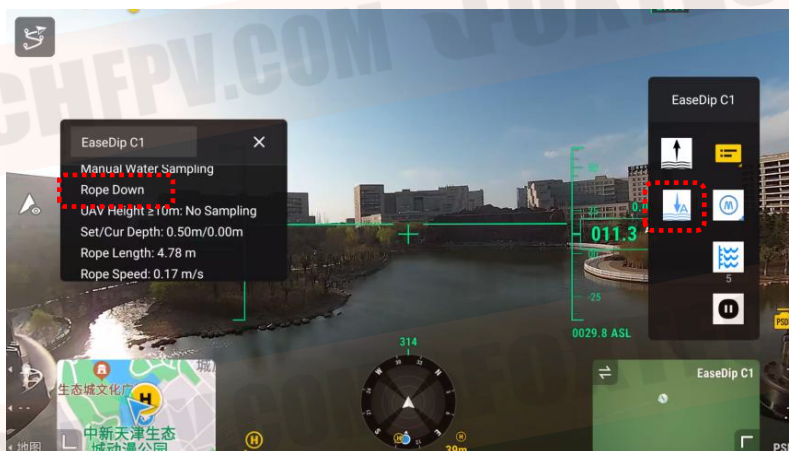 EaseDip C1
Manual Water Sampling
Rope Down
UAV Height ≥10m: No Sampling
Set/Cur Depth: 0.50m/0.00m
Rope Length: 4.78 m
Rope Speed: 0.17 m/s
EaseDip C1
A
W
5
011.3
-25
0029.8 ASL
314
生态城文化广
H
中新天津生态
城动漫公园
地图
H
39m
EaseDip C1
PSD